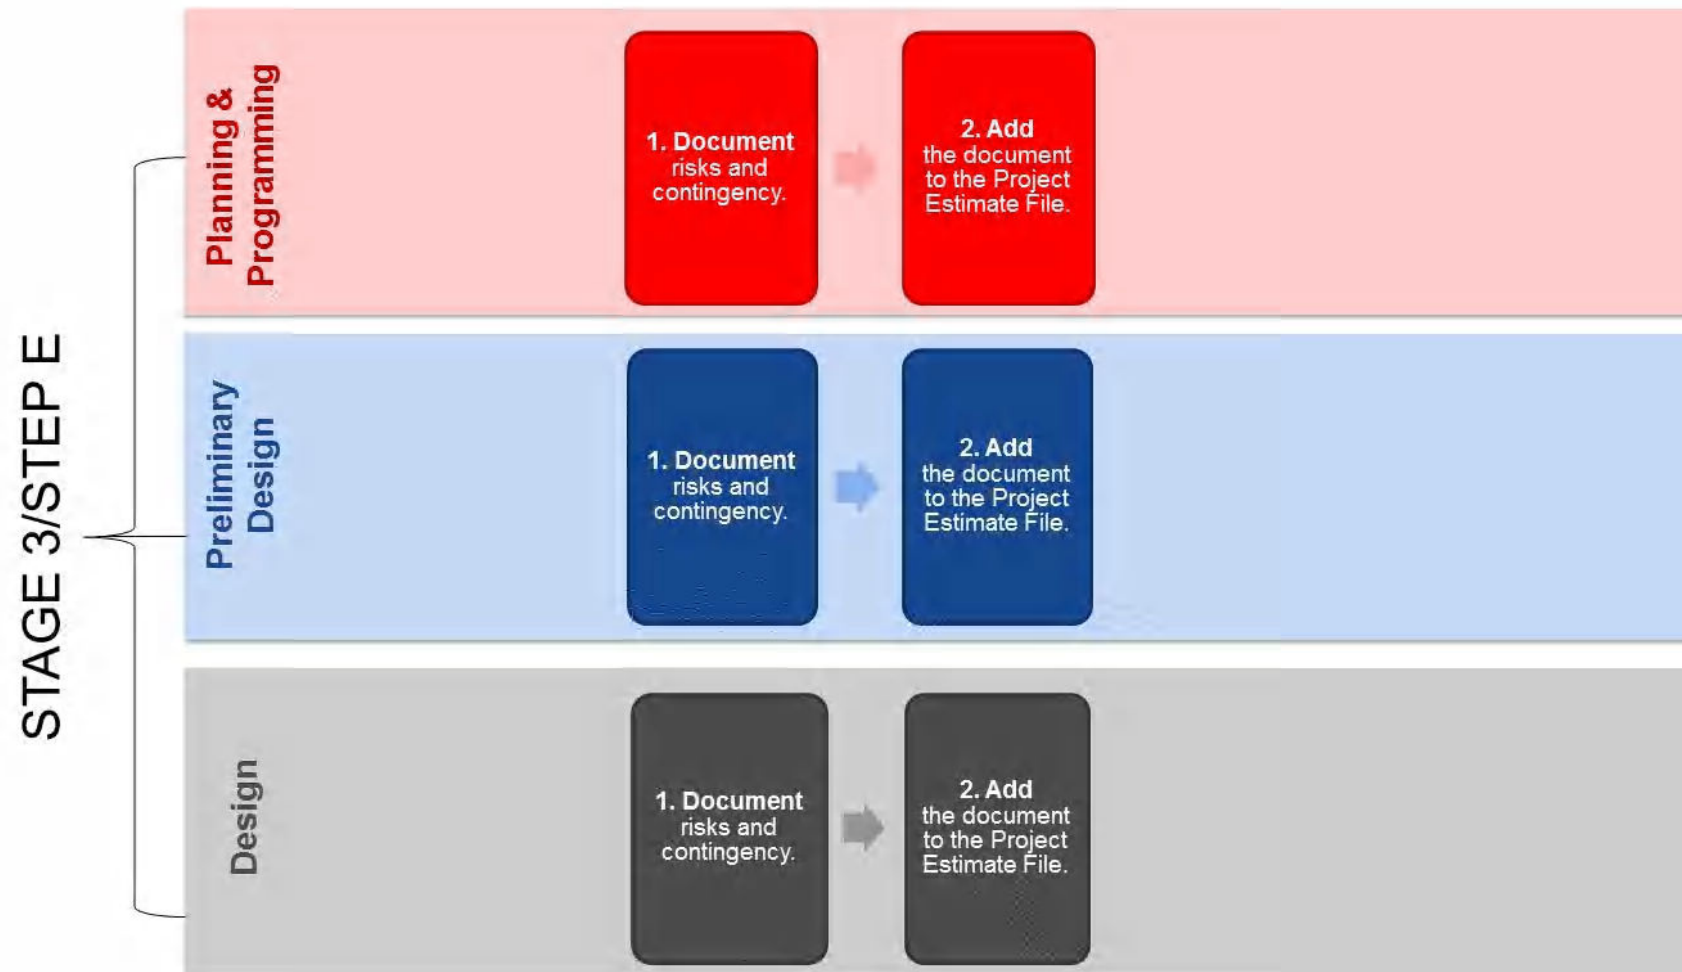 STAGE 3/STEP E
Planning &
Programming
1. Document
risks and
contingency.
2. Add
the document
to the Project
Estimate File.
Preliminary
Design
1. Document
risks and
contingency.
2. Add
the document
to the Project
Estimate File.
Design
1. Document
risks and
contingency.
2. Add
the document
to the Project
Estimate File.